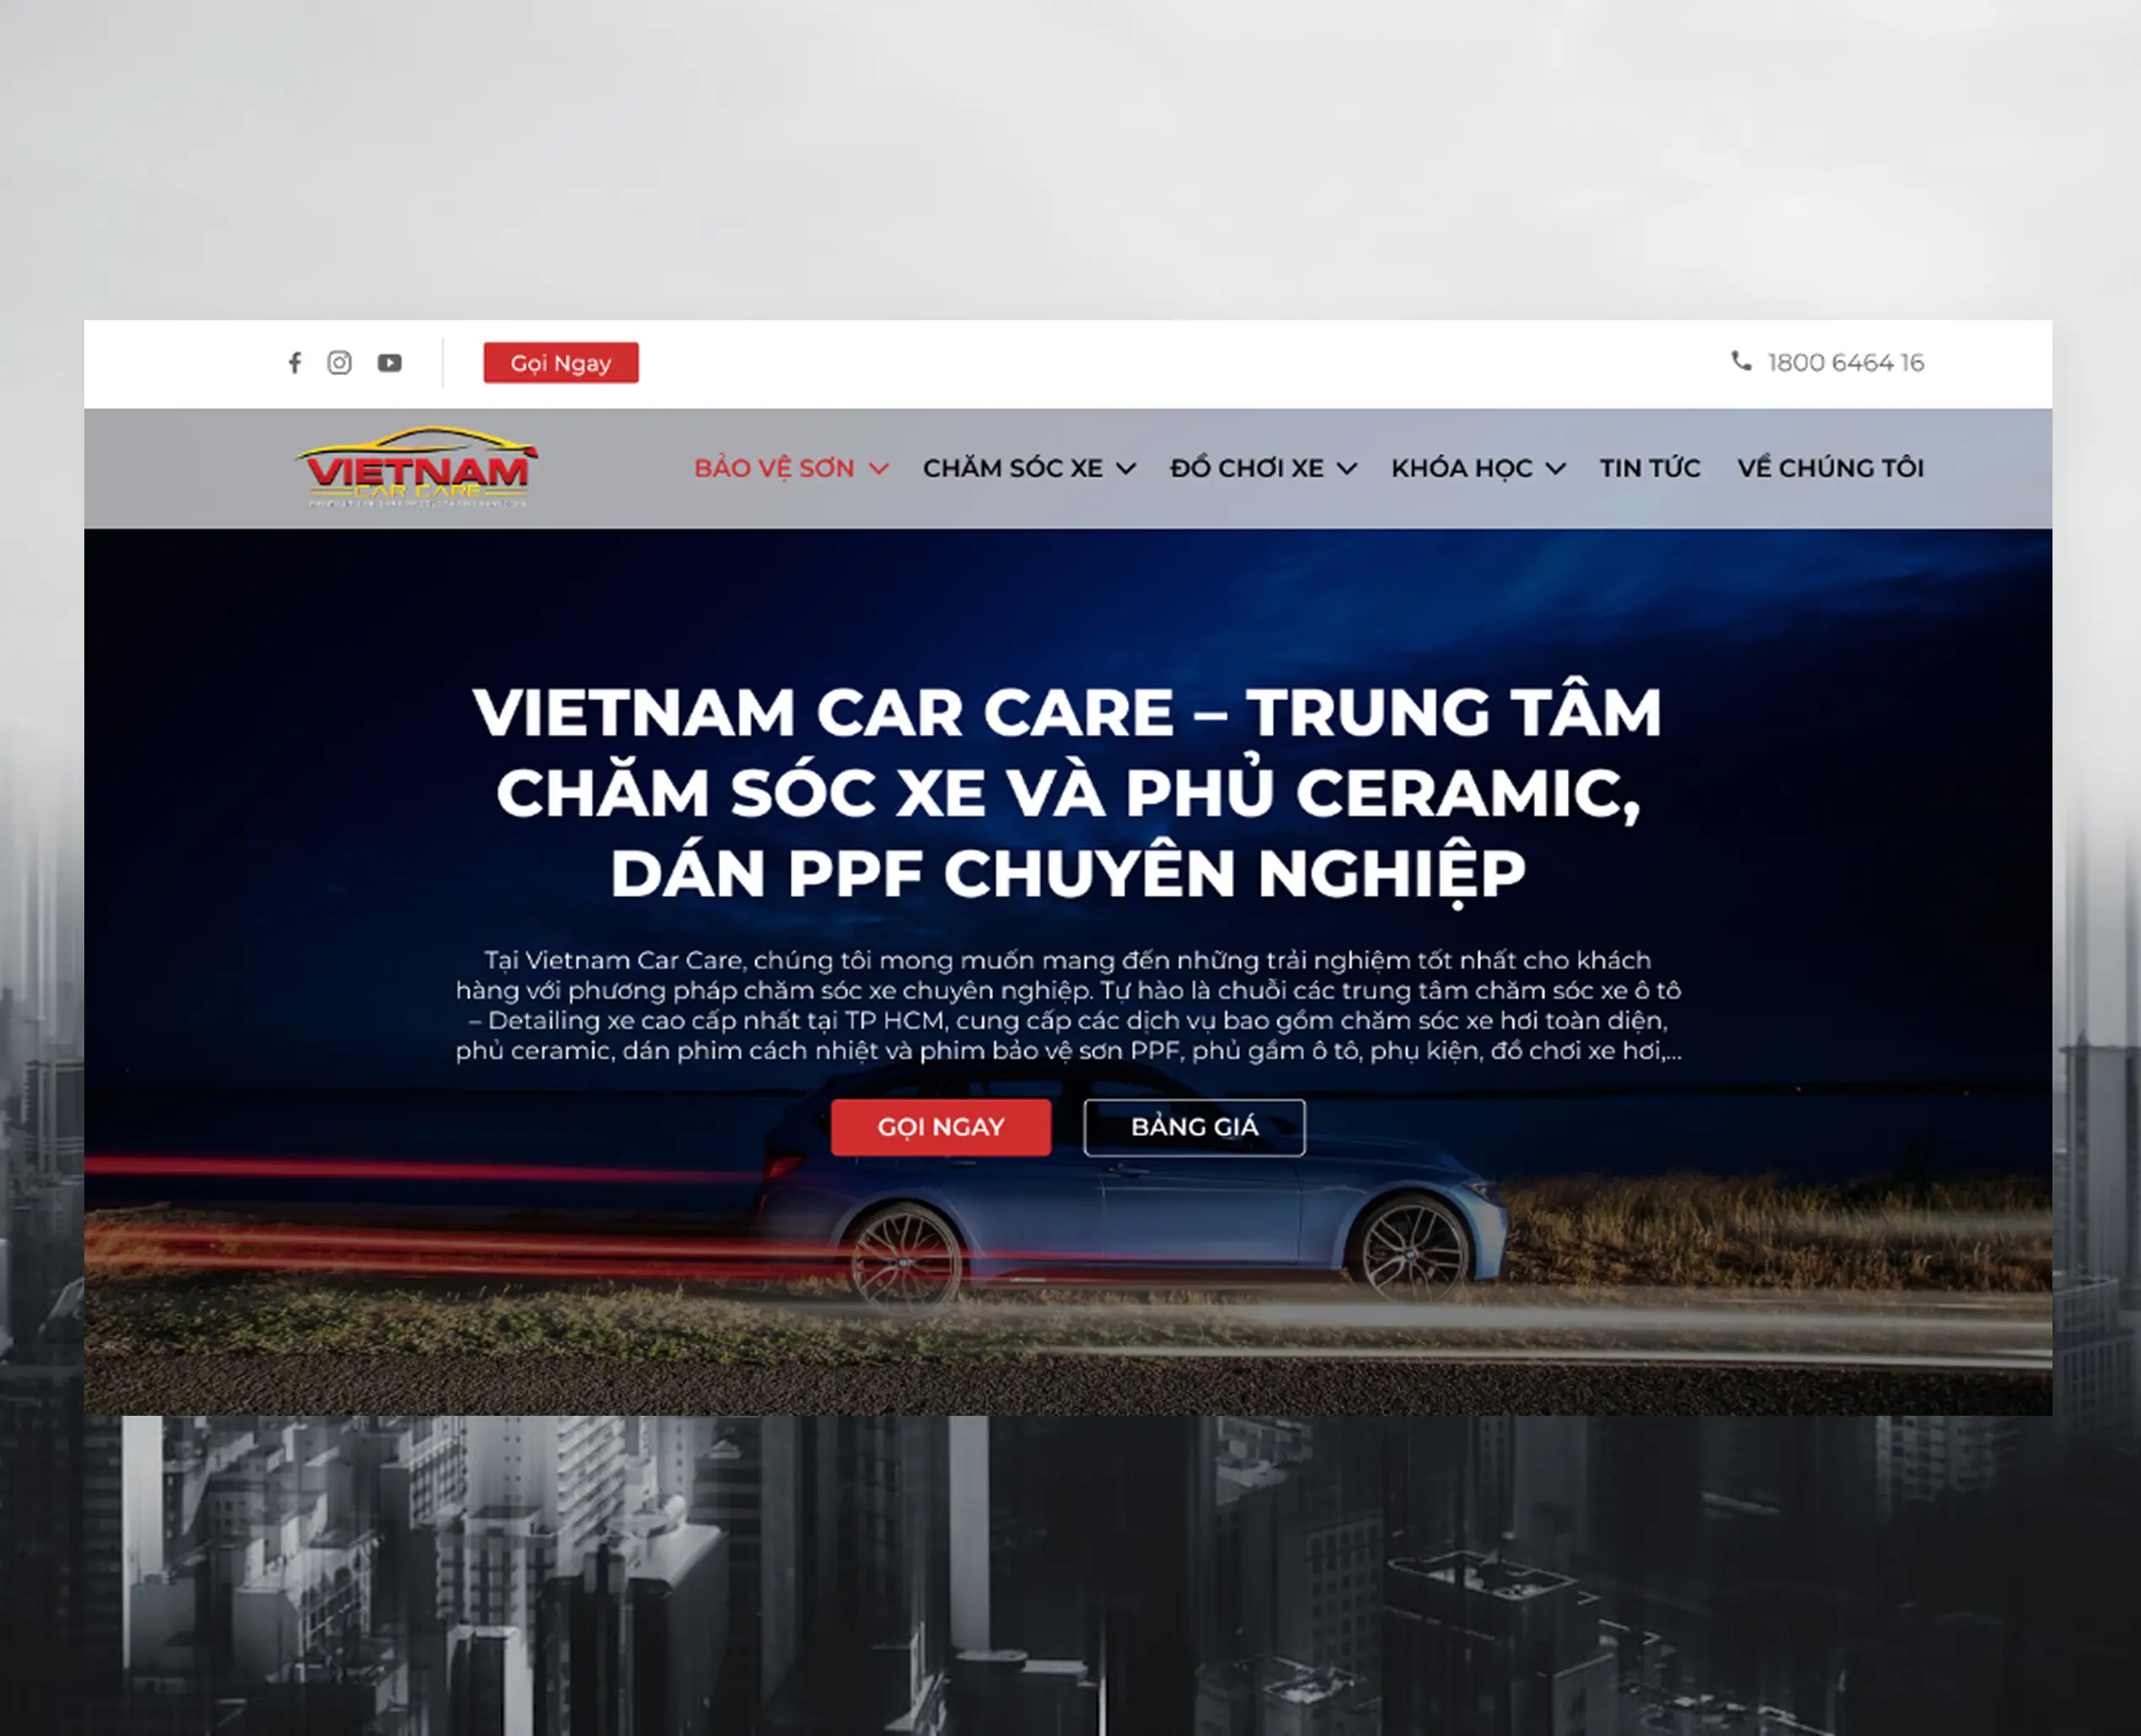 Gọi Ngay
1800 6464 16
VIETNAM
CAR CARE
BẢO VỆ SƠN
CHĂM SÓC XE
ĐỒ CHƠI XE
KHÓA HỌC
TIN TỨC
VỀ CHÚNG TÔI
VIETNAM CAR CARE – TRUNG TÂM
CHĂM SÓC XE VÀ PHỦ CERAMIC,
DÁN PPF CHUYÊN NGHIỆP
Tại Vietnam Car Care, chúng tôi mong muốn mang đến những trải nghiệm tốt nhất cho khách
hàng với phương pháp chăm sóc xe chuyên nghiệp. Tự hào là chuỗi các trung tâm chăm sóc xe ô tô
– Detailing xe cao cấp nhất tại TP HCM, cung cấp các dịch vụ bao gồm chăm sóc xe hơi toàn diện,
phủ ceramic, dán phim cách nhiệt và phim bảo vệ sơn PPF, phủ gầm ô tô, phụ kiện, đồ chơi xe hơi,...
GỌI NGAY
BẢNG GIÁ